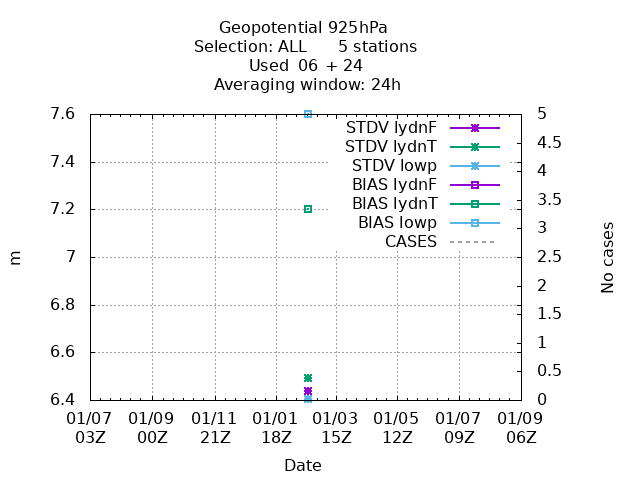 Geopotential 925hPa
Selection: ALL      5 stations
Used  06 + 24
Averaging window: 24h
7.6
7.4
7.2
7
6.8
6.6
6.4
m
5
4.5
4
3.5
3
2.5
2
1.5
1
0.5
0
No cases
STDV lydnF
STDV lydnT
STDV lowp
BIAS lydnF
BIAS lydnT
BIAS lowp
CASES
01/07 01/09 01/11 01/01 01/03 01/05 01/07 01/09
03Z 00Z 21Z 18Z 15Z 12Z 09Z 06Z
Date